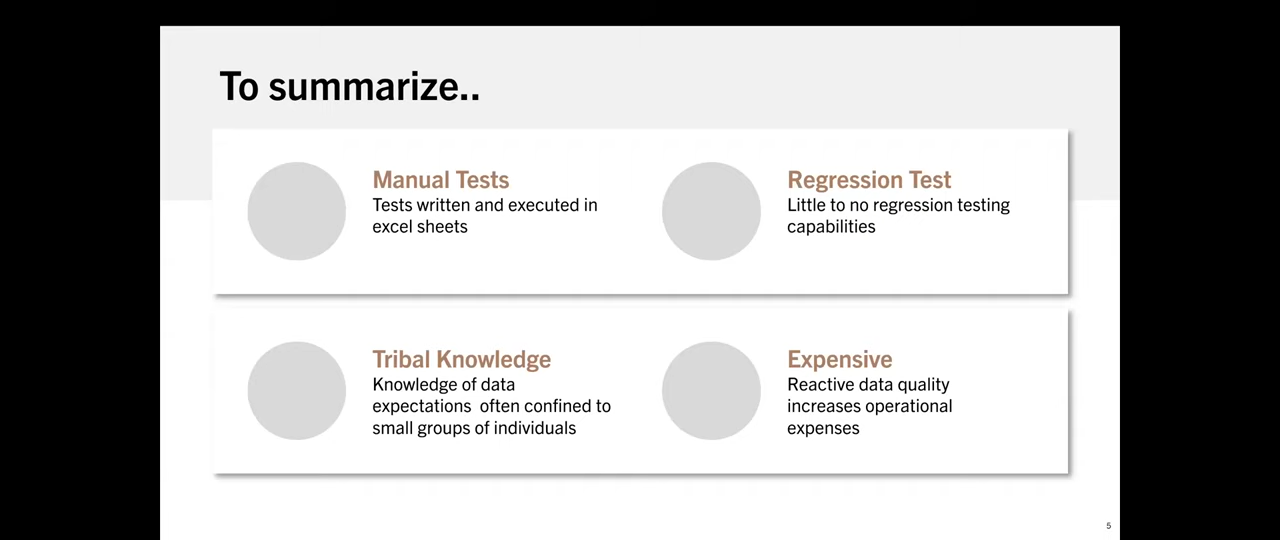 To summarize..
Manual Tests
Tests written and executed in
excel sheets
Regression Test
Little to no regression testing
capabilities
Tribal Knowledge
Knowledge of data
expectations  often confined to
small groups of individuals
Expensive
Reactive data quality
increases operational
expenses
5